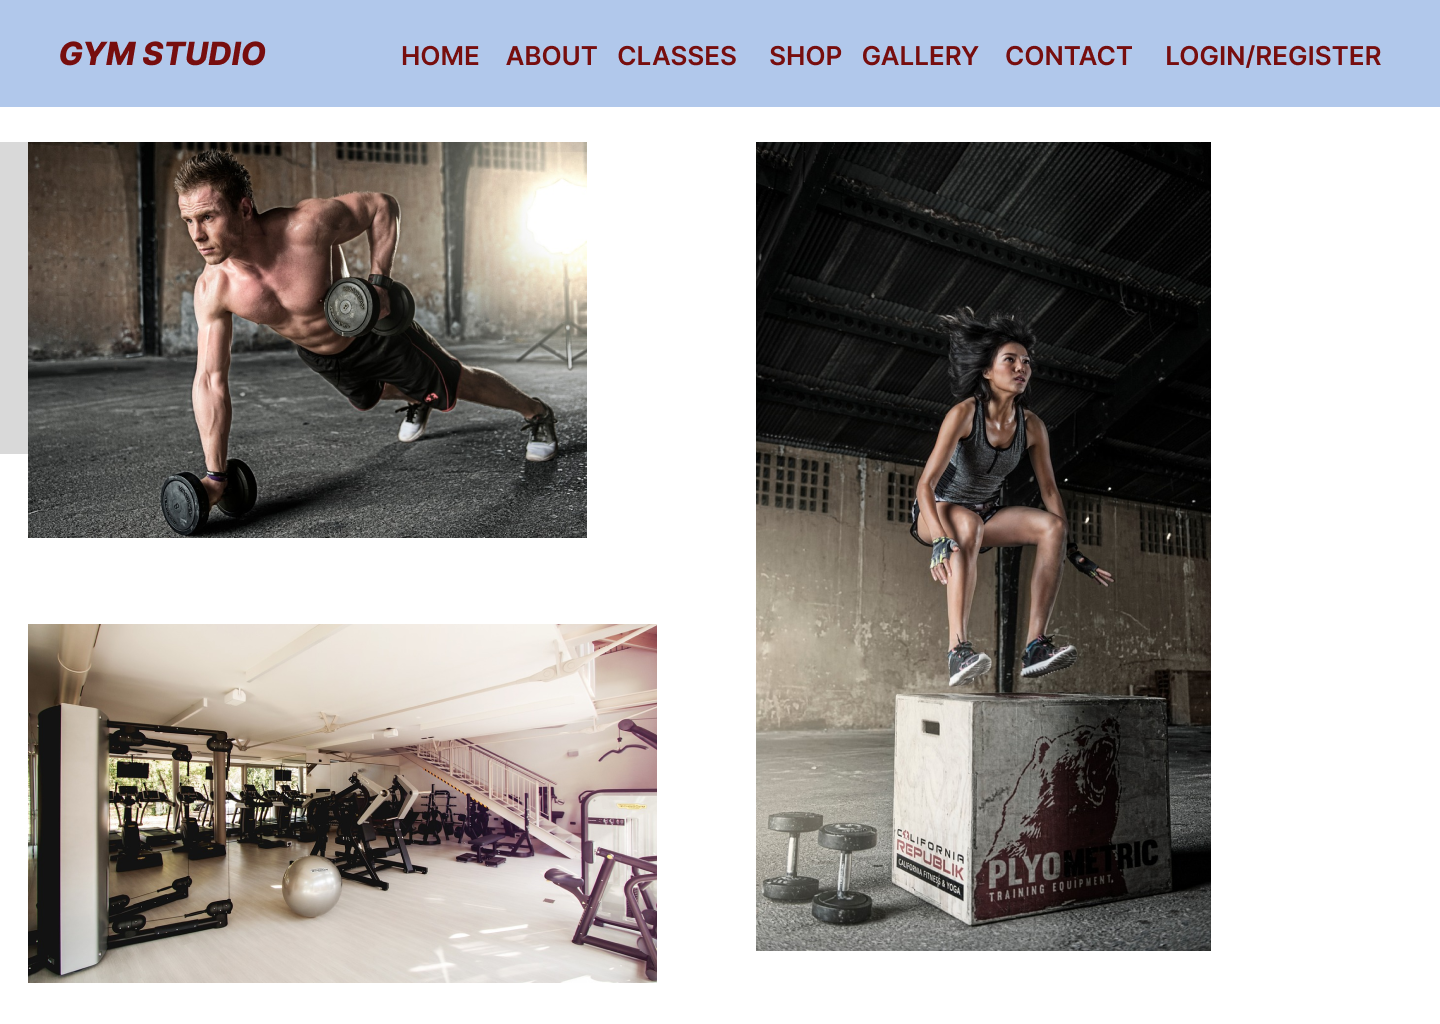 GYM STUDIO
HOME ABOUT CLASSES SHOP GALLERY CONTACT LOGIN/REGISTER
CALIFORNIA
REPUBLIK
CALIFORNIA FITNESS & YOGA
PLYOMETRIC
TRAINING EQUIPMENT